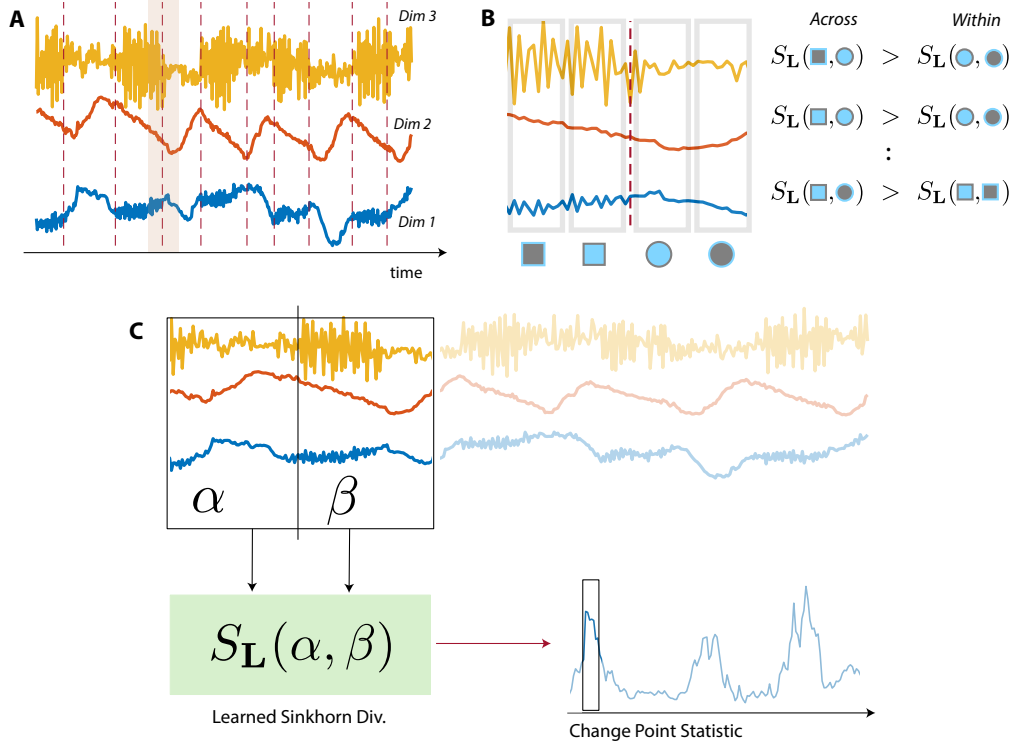 A
Dim 3
Dim 2
Dim 1
time
B
Across Within
S_L(■,●) > S_L(●,●)
S_L(■,●) > S_L(●,●)
:
S_L(■,●) > S_L(■,■)
C
α β
S_L(α, β)
Learned Sinkhorn Div.
Change Point Statistic